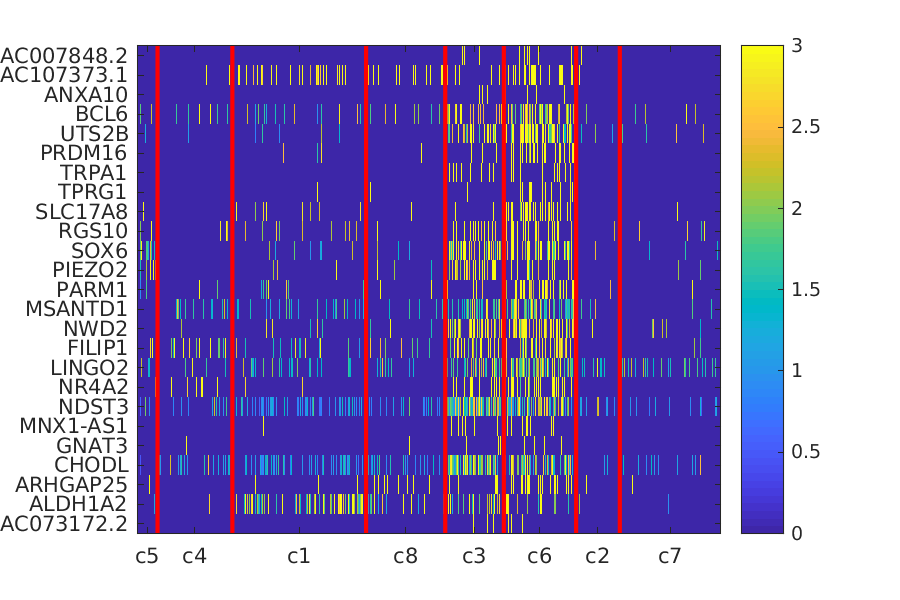 AC007848.2
AC107373.1
ANXA10
BCL6
UTS2B
PRDM16
TRPA1
TPRG1
SLC17A8
RGS10
SOX6
PIEZO2
PARM1
MSANTD1
NWD2
FILIP1
LINGO2
NR4A2
NDST3
MNX1-AS1
GNAT3
CHODL
ARHGAP25
ALDH1A2
AC073172.2
c5 c4 c1 c8 c3 c6 c2 c7
3
2.5
2
1.5
1
0.5
0